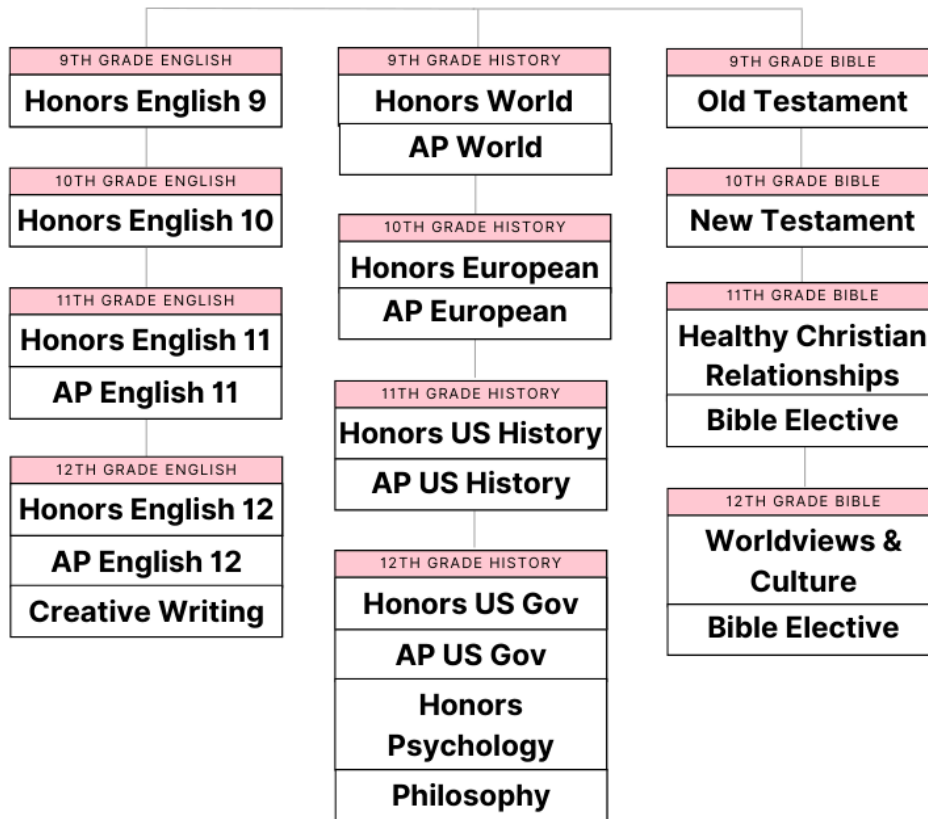 9TH GRADE ENGLISH
Honors English 9
10TH GRADE ENGLISH
Honors English 10
11TH GRADE ENGLISH
Honors English 11
AP English 11
12TH GRADE ENGLISH
Honors English 12
AP English 12
Creative Writing
9TH GRADE HISTORY
Honors World
AP World
10TH GRADE HISTORY
Honors European
AP European
11TH GRADE HISTORY
Honors US History
AP US History
12TH GRADE HISTORY
Honors US Gov
AP US Gov
Honors
Psychology
Philosophy
9TH GRADE BIBLE
Old Testament
10TH GRADE BIBLE
New Testament
11TH GRADE BIBLE
Healthy Christian
Relationships
Bible Elective
12TH GRADE BIBLE
Worldviews &
Culture
Bible Elective